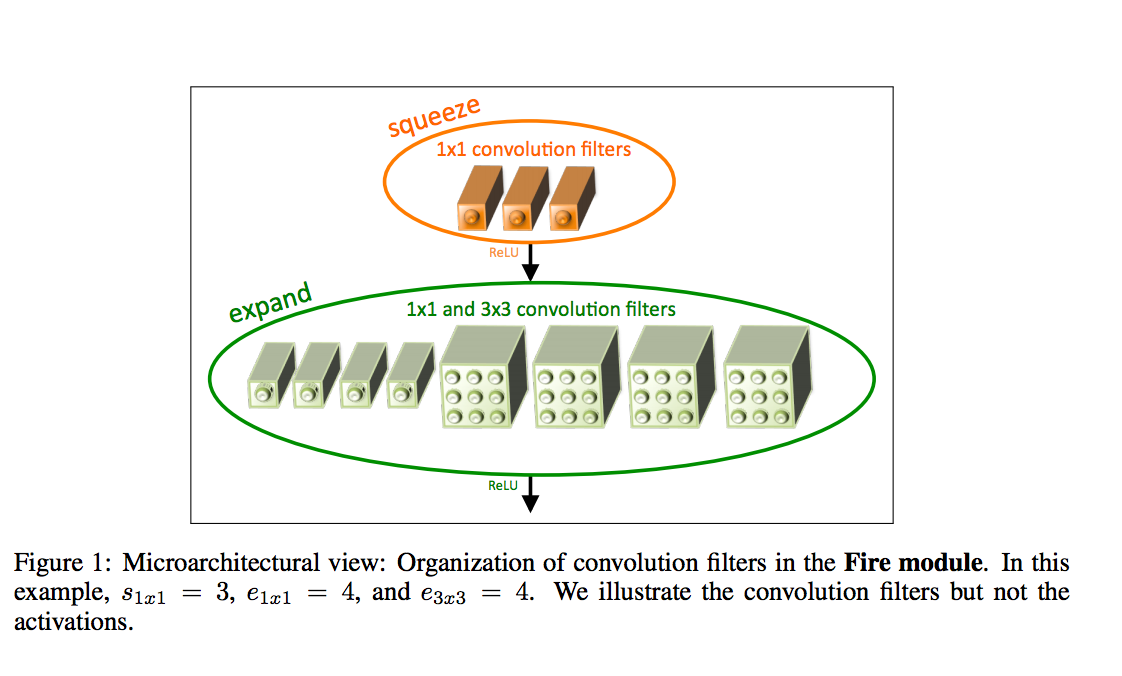 squeeze
1x1 convolution filters
ReLU
expand
1x1 and 3x3 convolution filters
ReLU
Figure 1: Microarchitectural view: Organization of convolution filters in the Fire module. In this
example, s1x1 = 3, e1x1 = 4, and e3x3 = 4. We illustrate the convolution filters but not the
activations.